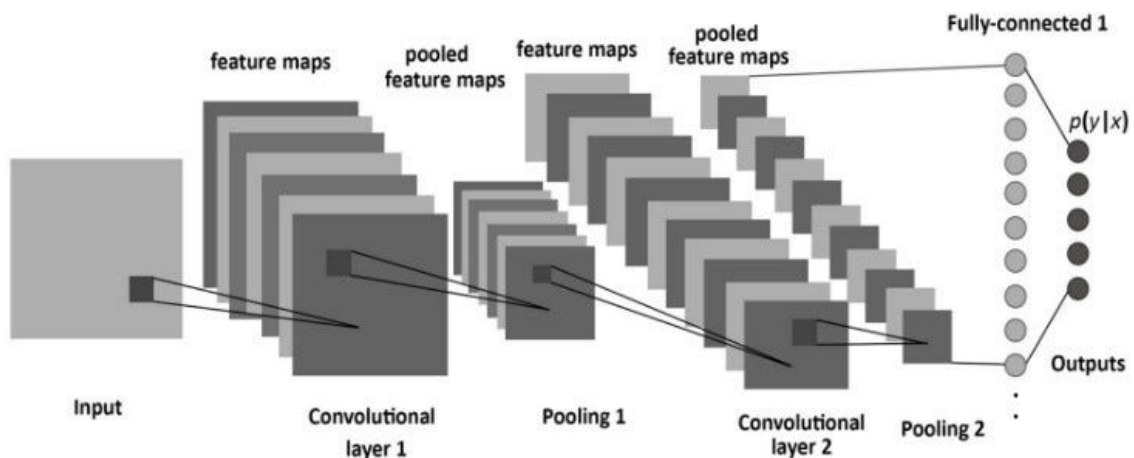 Fully-connected 1
pooled
feature maps
feature maps
pooled
feature maps
feature maps
p(y|x)
Outputs
Input
Convolutional
layer 1
Pooling 1
Convolutional
layer 2
Pooling 2